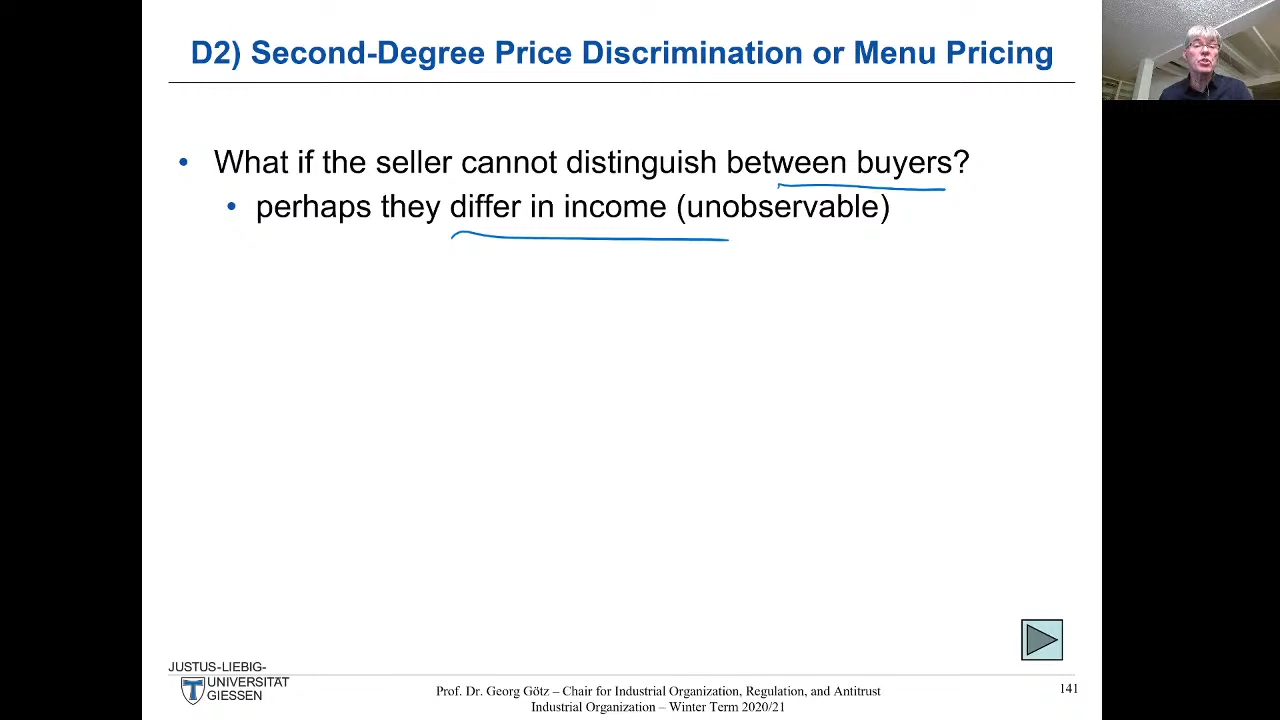 D2) Second-Degree Price Discrimination or Menu Pricing
• What if the seller cannot distinguish between buyers?
• perhaps they differ in income (unobservable)
JUSTUS-LIEBIG-
UNIVERSITÄT
GIESSEN
Prof. Dr. Georg Götz – Chair for Industrial Organization, Regulation, and Antitrust
Industrial Organization – Winter Term 2020/21
141